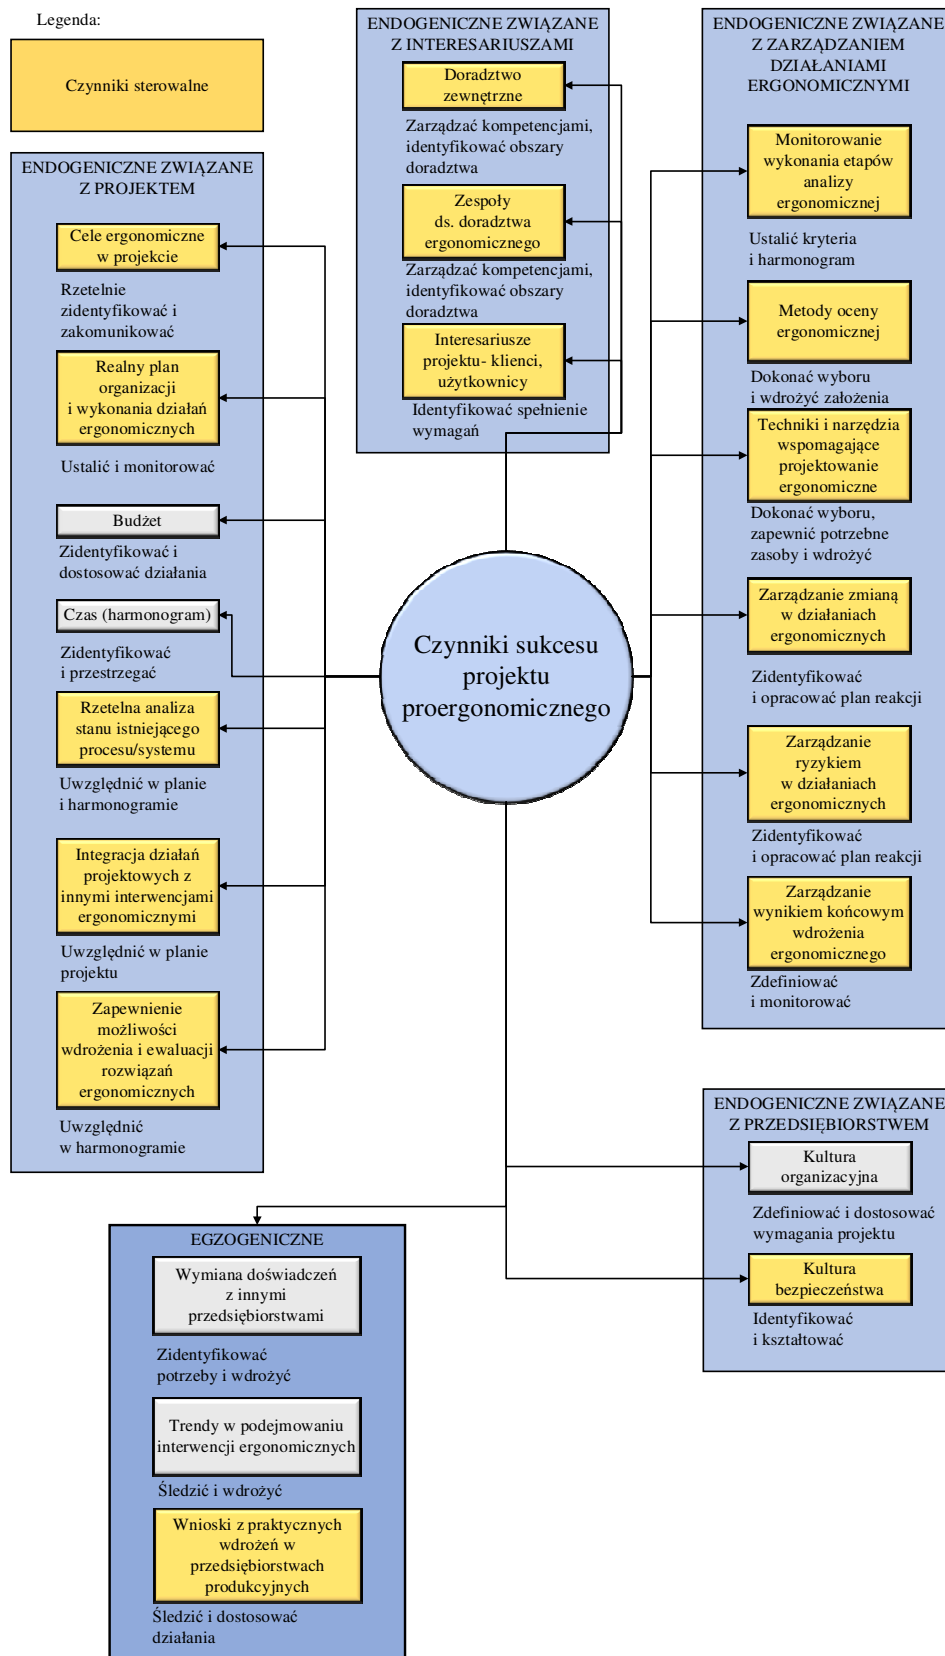 Legenda:
Czynniki sterowalne
ENDOGENICZNE ZWIĄZANE
Z PROJEKTEM
Cele ergonomiczne
w projekcie
Rzetelnie
zidentyfikować i
zakomunikować
Realny plan
organizacji
i wykonania działań
ergonomicznych
Ustalić i monitorować
Budżet
Zidentyfikować i
dostosować działania
Czas (harmonogram)
Zidentyfikować
i przestrzegać
Rzetelna analiza
stanu istniejącego
procesu/systemu
Uwzględnić w planie
i harmonogramie
Integracja działań
projektowych z
innymi interwencjami
ergonomicznymi
Uwzględnić w planie
projektu
Zapewnienie
możliwości
wdrożenia i ewaluacji
rozwiązań
ergonomicznych
Uwzględnić
w harmonogramie
ENDOGENICZNE ZWIĄZANE
Z INTERESARIUSZAMI
Doradztwo
zewnętrzne
Zarządzać kompetencjami,
identyfikować obszary
doradztwa
Zespoły
ds. doradztwa
ergonomicznego
Zarządzać kompetencjami,
identyfikować obszary
doradztwa
Interesariusze
projektu- klienci,
użytkownicy
Identyfikować spełnienie
wymagań
Czynniki sukcesu
projektu
proergonomicznego
ENDOGENICZNE ZWIĄZANE
Z ZARZĄDZANIEM
DZIAŁANIAMI
ERGONOMICZNYMI
Monitorowanie
wykonania etapów
analizy
ergonomicznej
Ustalić kryteria
i harmonogram
Metody oceny
ergonomicznej
Dokonać wyboru
i wdrożyć założenia
Techniki i narzędzia
wspomagające
projektowanie
ergonomiczne
Dokonać wyboru,
zapewnić potrzebne
zasoby i wdrożyć
Zarządzanie zmianą
w działaniach
ergonomicznych
Zidentyfikować
i opracować plan reakcji
Zarządzanie
ryzykiem
w działaniach
ergonomicznych
Zidentyfikować
i opracować plan reakcji
Zarządzanie
wynikiem końcowym
wdrożenia
ergonomicznego
Zdefiniować
i monitorować
ENDOGENICZNE ZWIĄZANE
Z PRZEDSIĘBIORSTWEM
Kultura
organizacyjna
Zdefiniować i dostosować
wymagania projektu
Kultura
bezpieczeństwa
Identyfikować
i kształtować
EGZOGENICZNE
Wymiana doświadczeń
z innymi
przedsiębiorstwami
Zidentyfikować
potrzeby i wdrożyć
Trendy w podejmowaniu
interwencji ergonomicznych
Śledzić i wdrożyć
Wnioski z praktycznych
wdrożeń w
przedsiębiorstwach
produkcyjnych
Śledzić i dostosować
działania